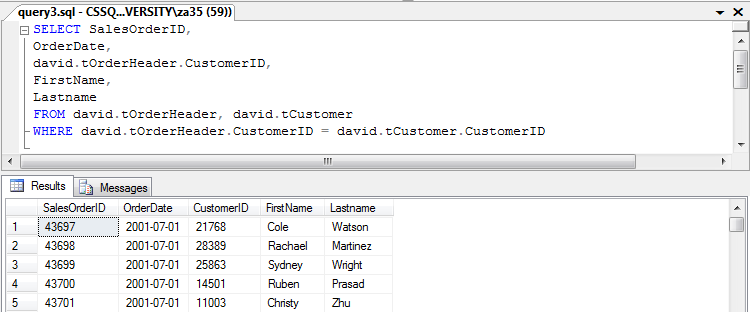 query3.sql - CSSQ...VERSITY\za35 (59))
SELECT SalesOrderID,
OrderDate,
david.tOrderHeader.CustomerID,
FirstName,
Lastname
FROM david.tOrderHeader, david.tCustomer
WHERE david.tOrderHeader.CustomerID = david.tCustomer.CustomerID
Results Messages
SalesOrderID OrderDate CustomerID FirstName Lastname
1 43697 2001-07-01 21768 Cole Watson
2 43698 2001-07-01 28389 Rachael Martinez
3 43699 2001-07-01 25863 Sydney Wright
4 43700 2001-07-01 14501 Ruben Prasad
5 43701 2001-07-01 11003 Christy Zhu